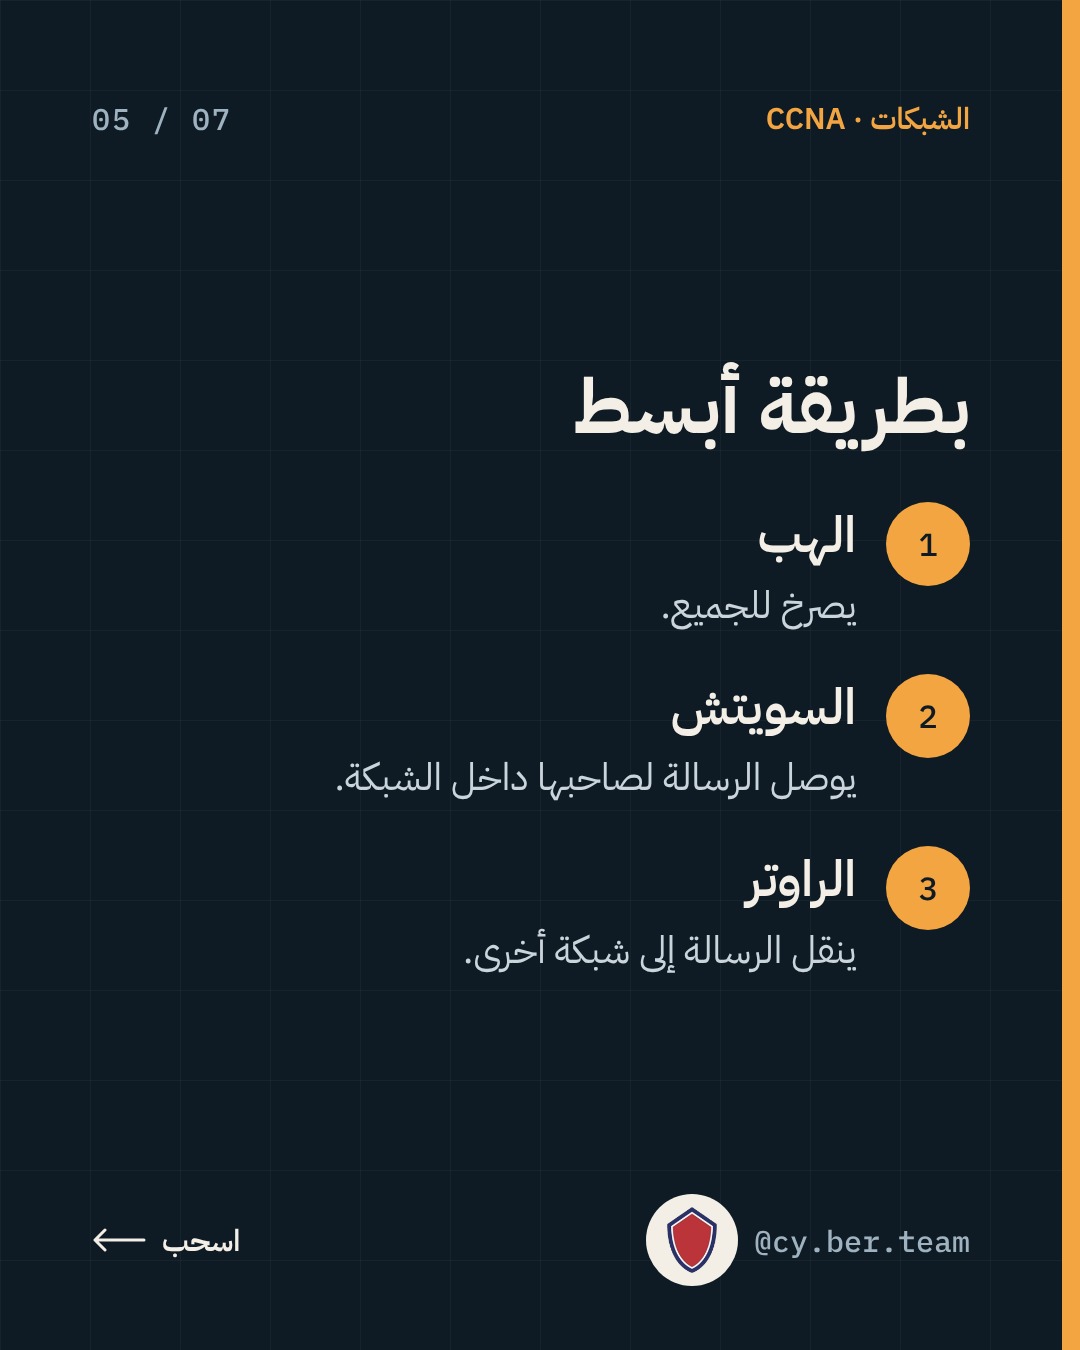 الشبكات · CCNA
05 / 07
بطريقة أبسط
1
الهب
يصرخ للجميع.
2
السويتش
يوصل الرسالة لصاحبها داخل الشبكة.
3
الراوتر
ينقل الرسالة إلى شبكة أخرى.
@cy.ber.team
اسحب ←